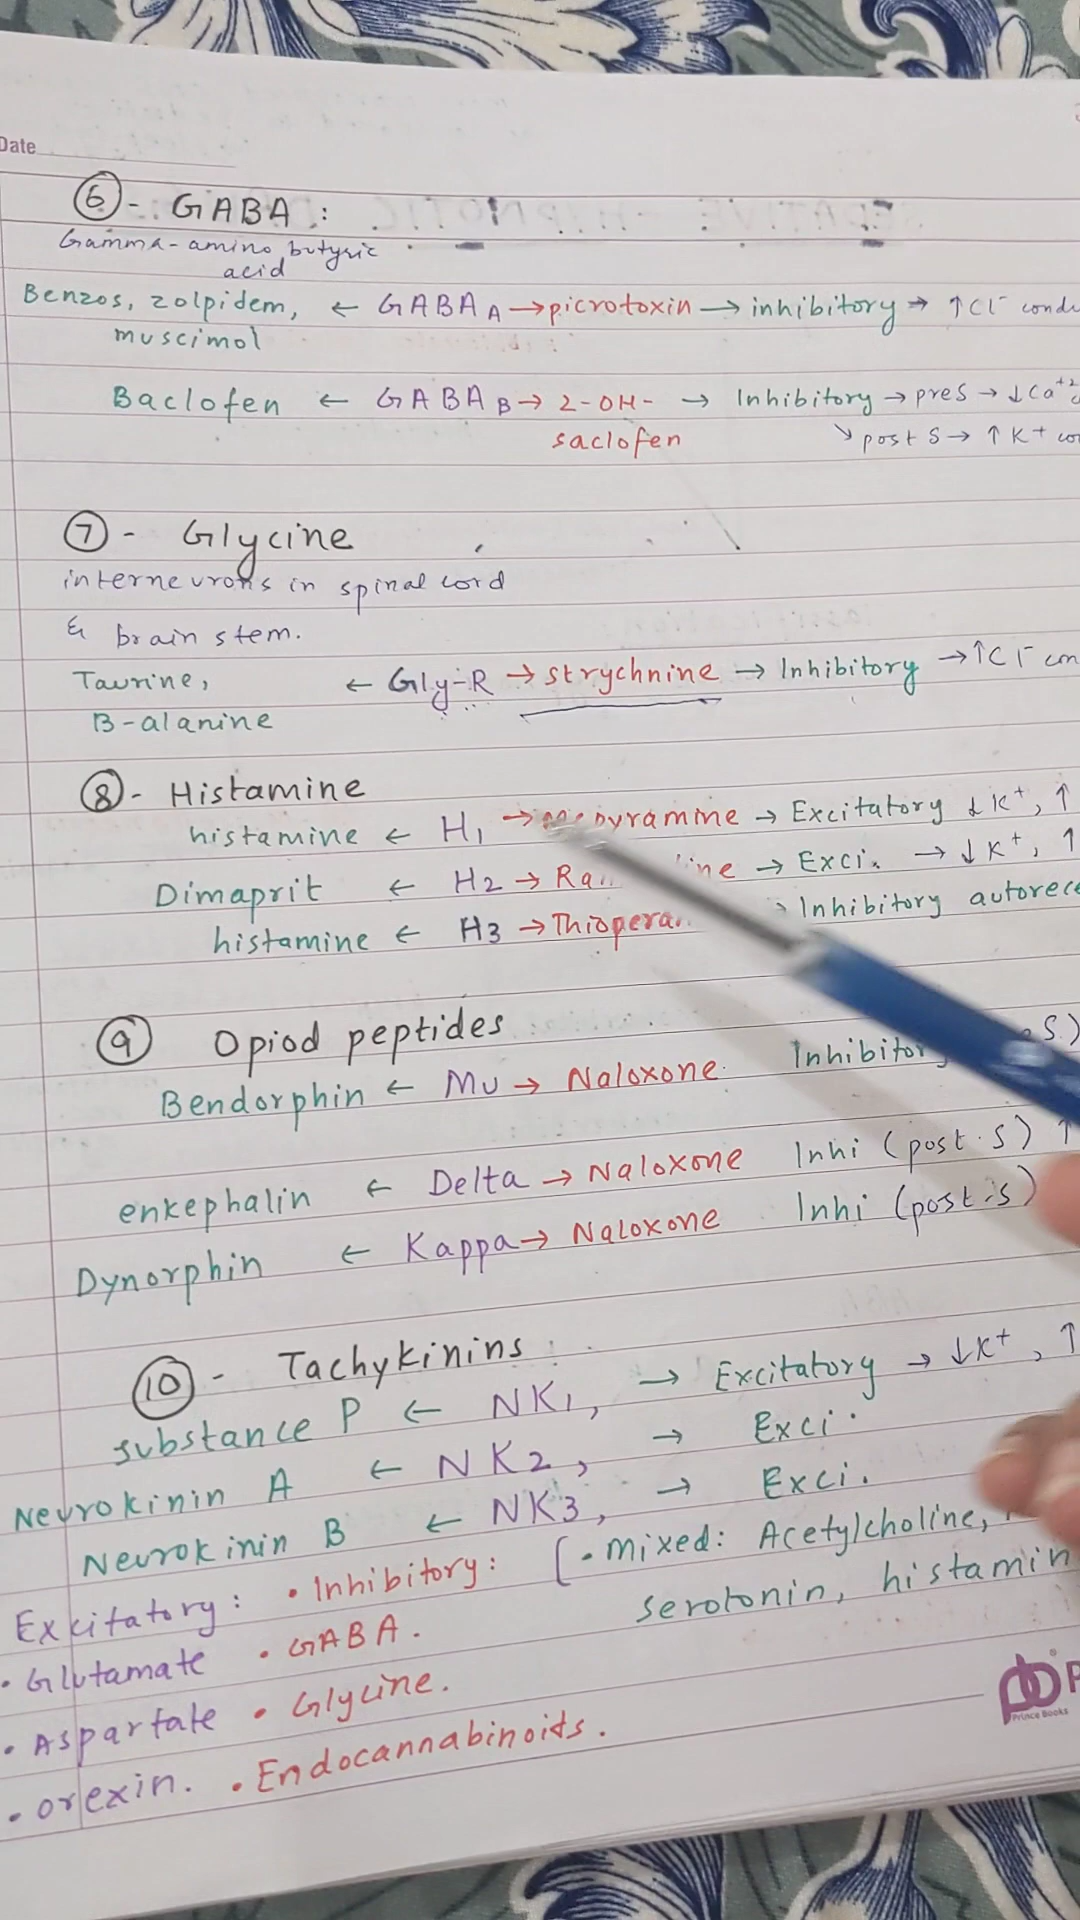 Date
⑥ - GABA :
Gamma-amino butyric
acid
Benzos, zolpidem, ← GABA A → picrotoxin → inhibitory → ↑Cl⁻
muscimol
Baclofen ← GABA B → 2-OH- → Inhibitory → preS → ↓Ca⁺²
saclofen ↘ post S → ↑ K⁺
⑦ - Glycine
interneurons in spinal cord
& brain stem.
Taurine, ← Gly-R → strychnine → Inhibitory → ↑Cl⁻
B-alanine
⑧ - Histamine
histamine ← H₁ → Excitatory ↓K⁺, ↑
Dimaprit ← H2 → → Exci. → ↓K⁺, ↑
histamine ← H3 → Inhibitory
⑨ Opiod peptides
Bendorphin ← Mu → Naloxone
enkephalin ← Delta → Naloxone Inhi (post.S) ↑
Dynorphin ← Kappa → Naloxone Inhi (post.s)
⑩ - Tachykinins
substance P ← NK₁, → Excitatory → ↓K⁺, ↑
Neurokinin A ← NK2, → Exci.
Neurokinin B ← NK3, → Exci.
Excitatory: • Inhibitory: [ • Mixed: Acetylcholine,
• Glutamate • GABA. serotonin,
• Aspartate • Glycine.
• orexin. • Endocannabinoids.
Prince Books